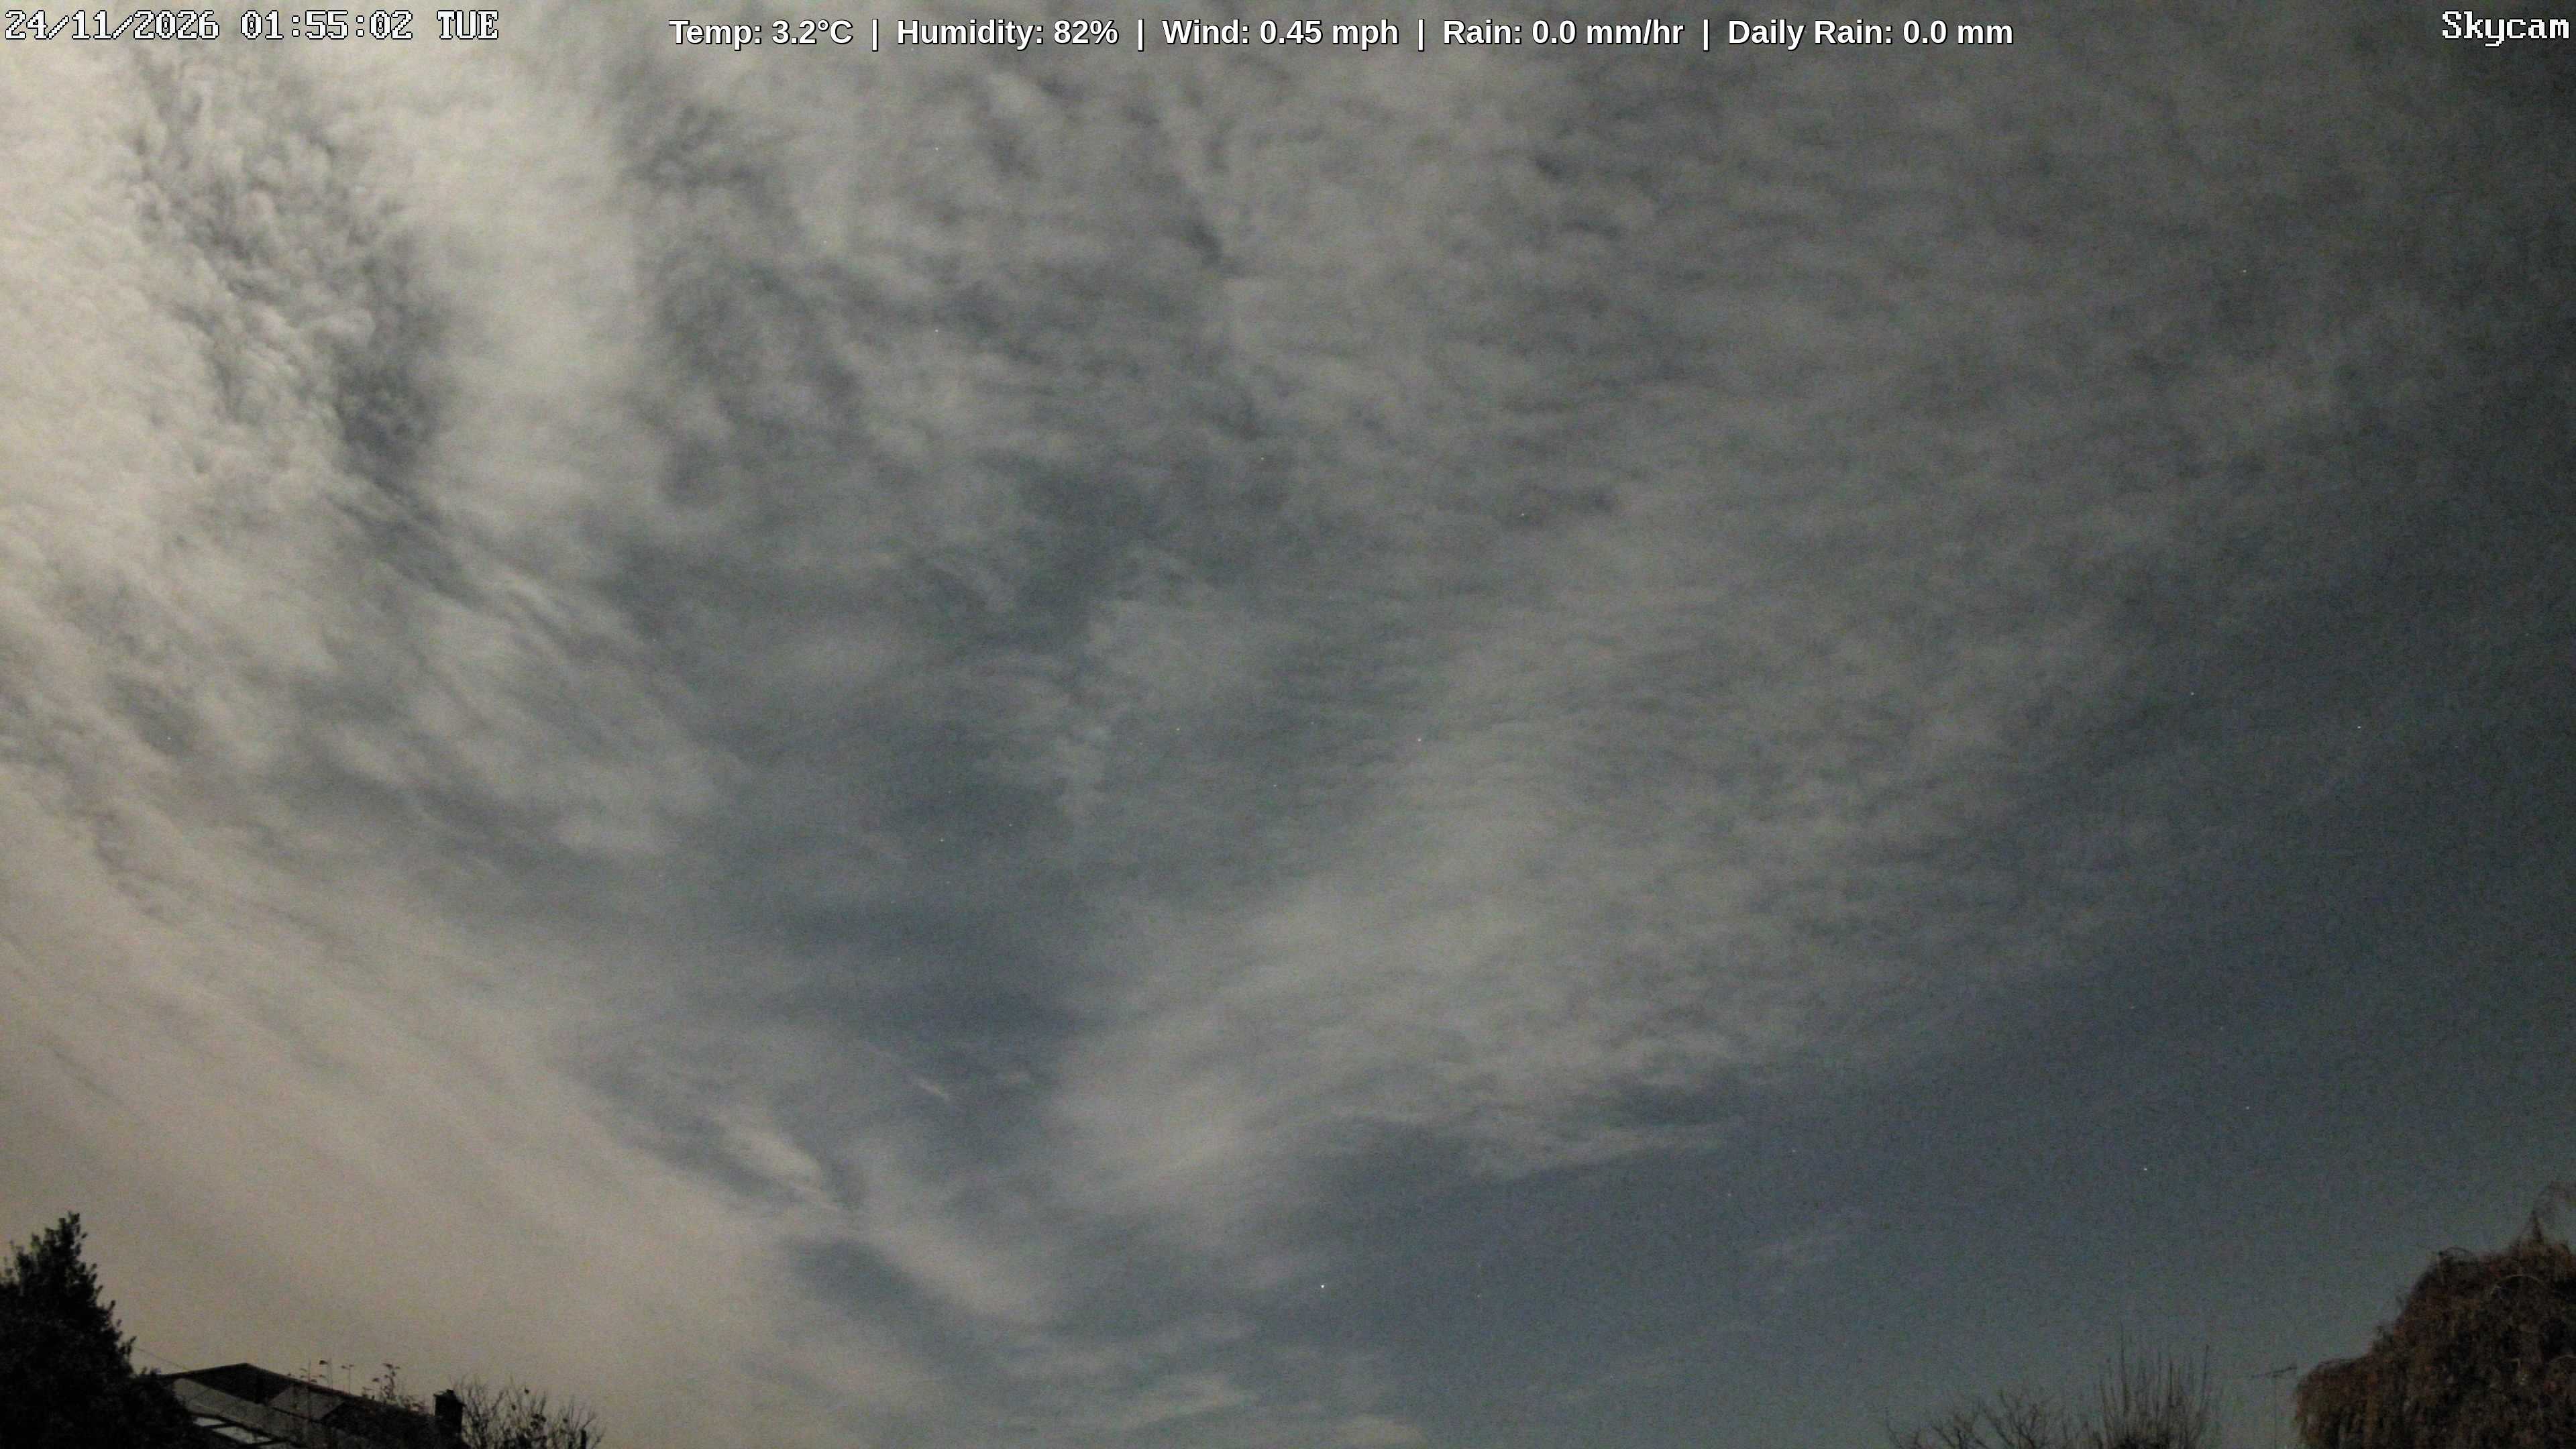 24/11/2026 01:55:02 TUE
Temp: 3.2°C | Humidity: 82% | Wind: 0.45 mph | Rain: 0.0 mm/hr | Daily Rain: 0.0 mm
Skycam